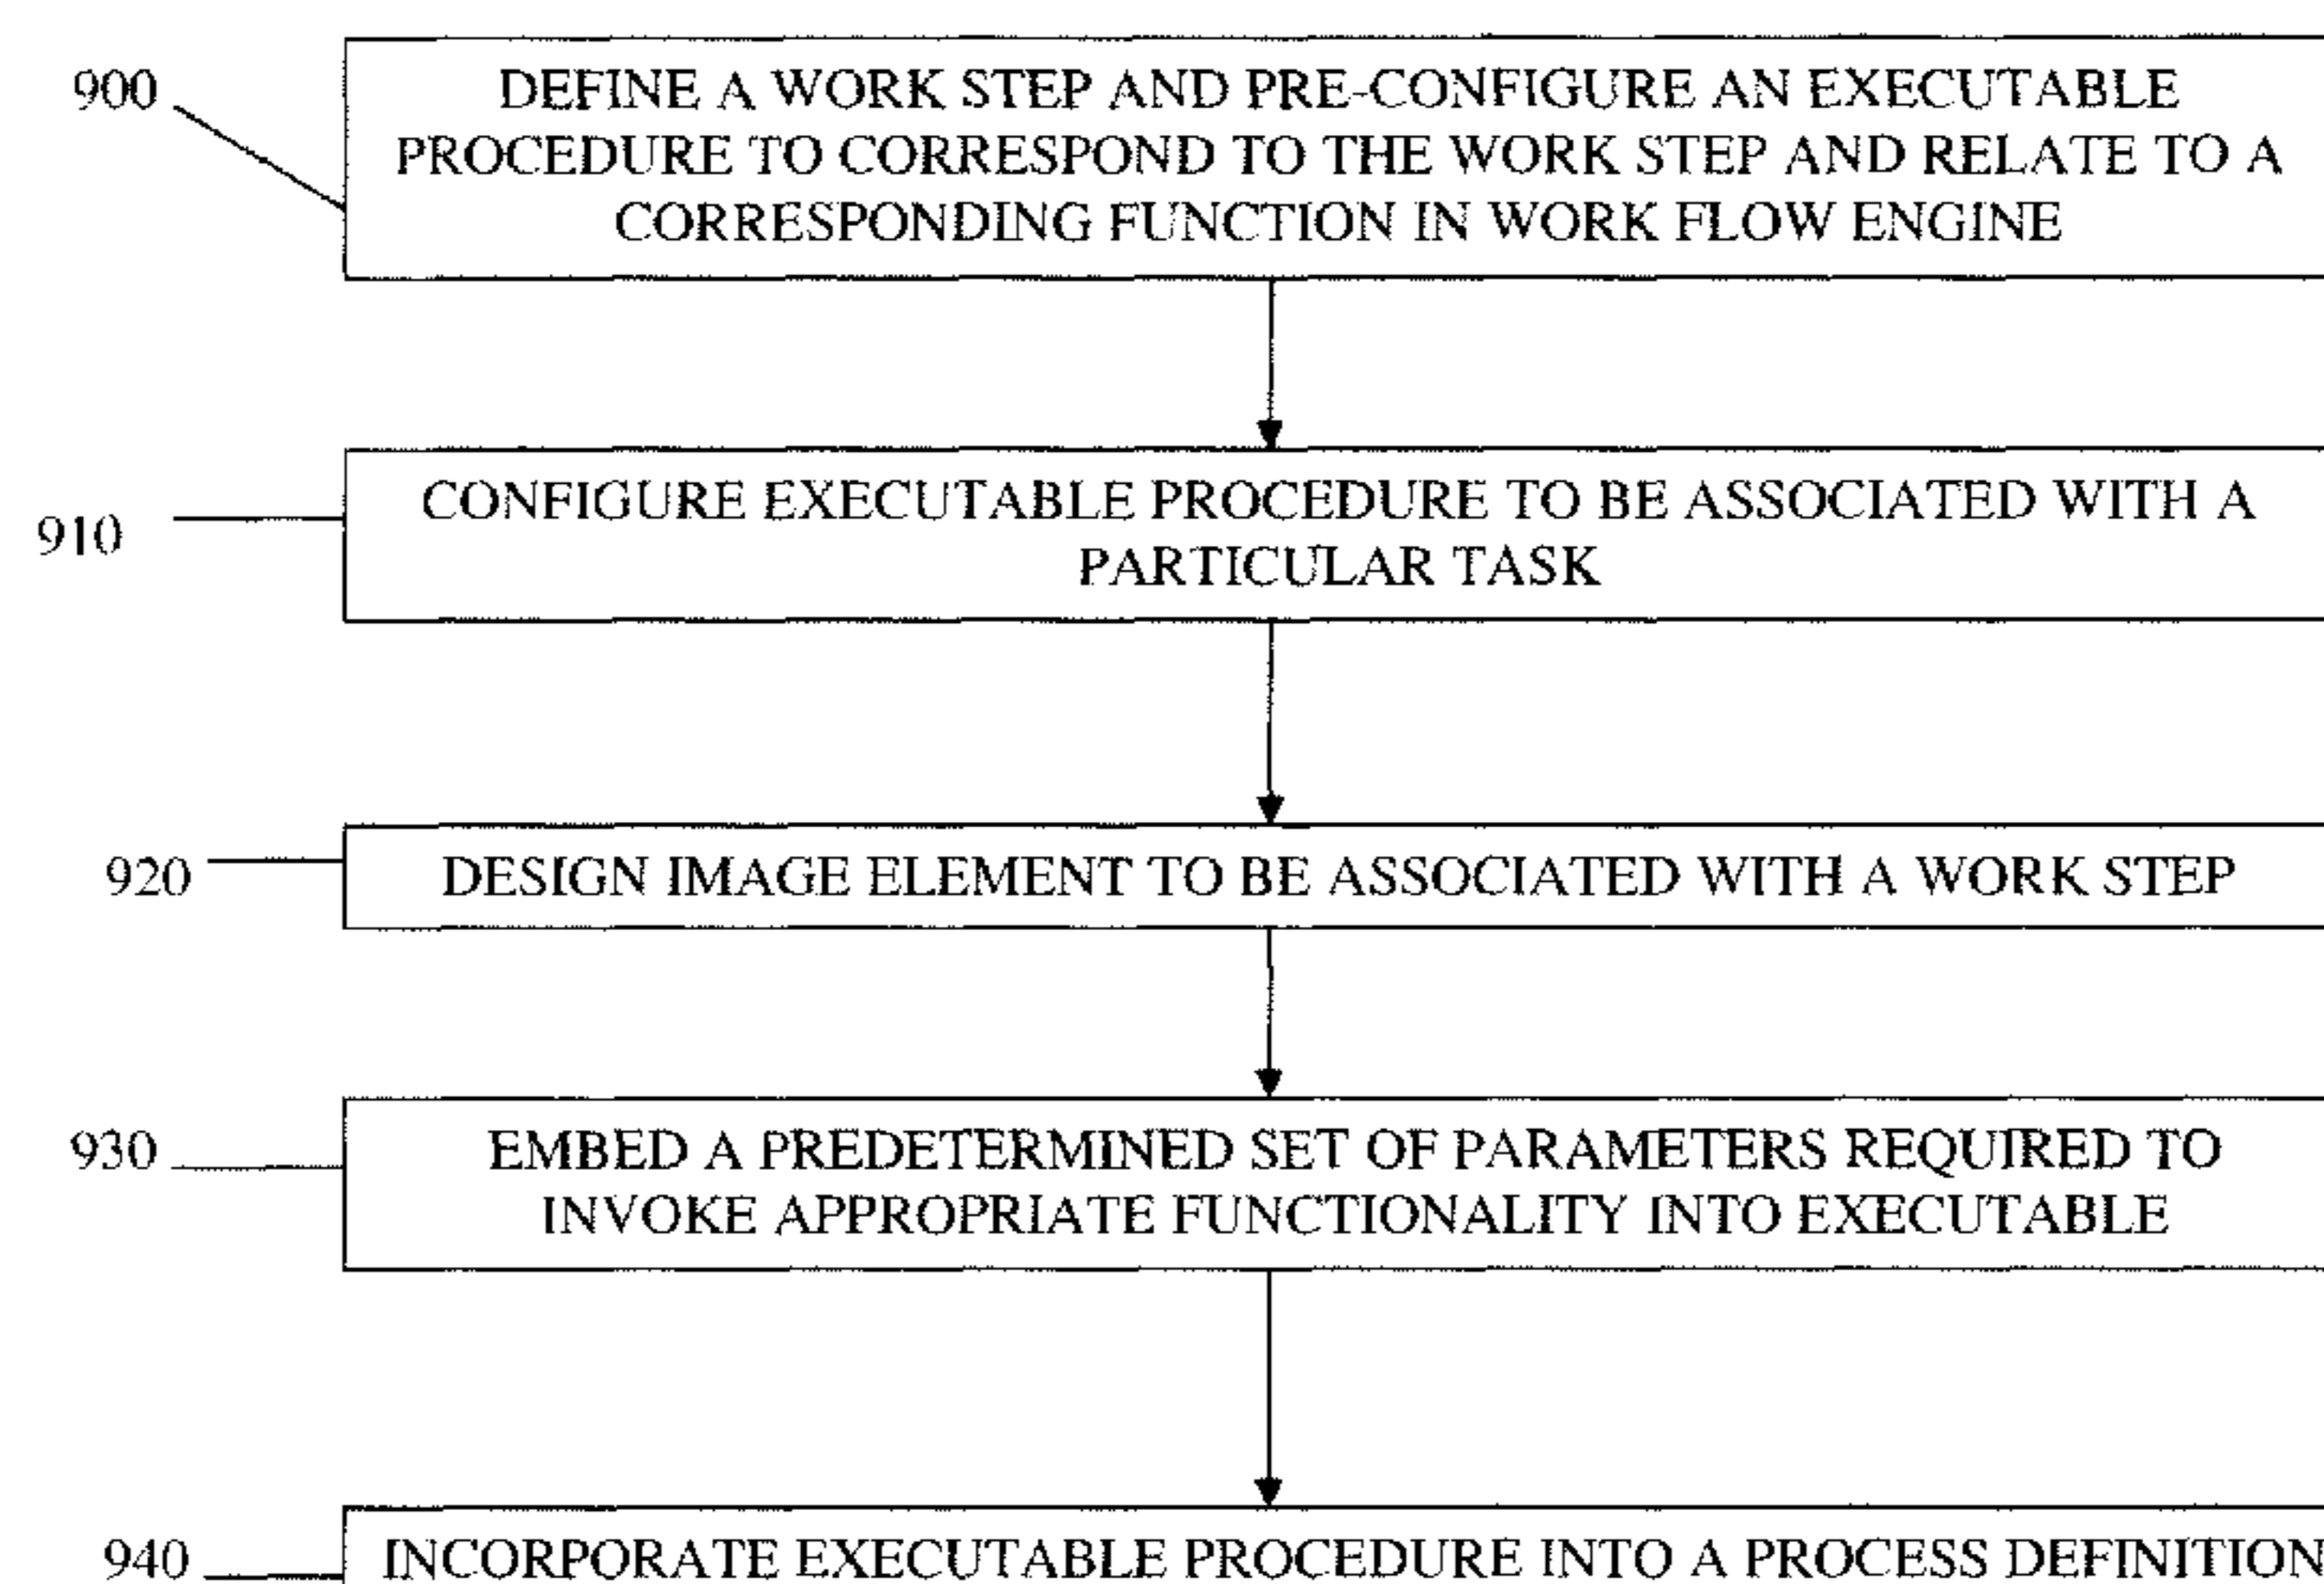 900
DEFINE A WORK STEP AND PRE-CONFIGURE AN EXECUTABLE
PROCEDURE TO CORRESPOND TO THE WORK STEP AND RELATE TO A
CORRESPONDING FUNCTION IN WORK FLOW ENGINE
910
CONFIGURE EXECUTABLE PROCEDURE TO BE ASSOCIATED WITH A
PARTICULAR TASK
920
DESIGN IMAGE ELEMENT TO BE ASSOCIATED WITH A WORK STEP
930
EMBED A PREDETERMINED SET OF PARAMETERS REQUIRED TO
INVOKE APPROPRIATE FUNCTIONALITY INTO EXECUTABLE
940
INCORPORATE EXECUTABLE PROCEDURE INTO A PROCESS DEFINITION